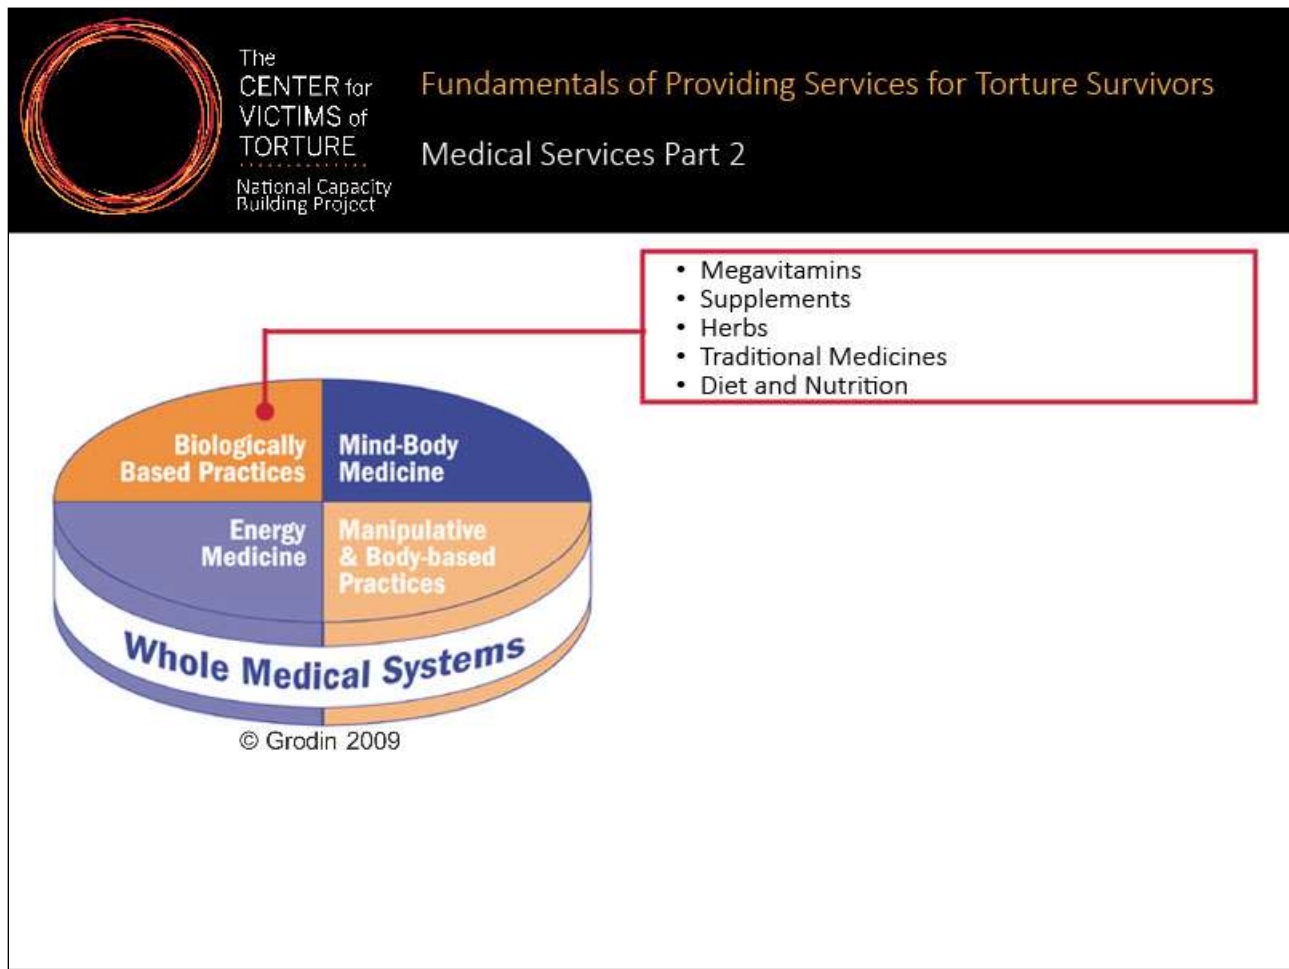 The
CENTER for
VICTIMS of
TORTURE
National Capacity
Building Project
Fundamentals of Providing Services for Torture Survivors
Medical Services Part 2
• Megavitamins
• Supplements
• Herbs
• Traditional Medicines
• Diet and Nutrition
Biologically
Based Practices
Mind-Body
Medicine
Energy
Medicine
Manipulative
& Body-based
Practices
Whole Medical Systems
© Grodin 2009